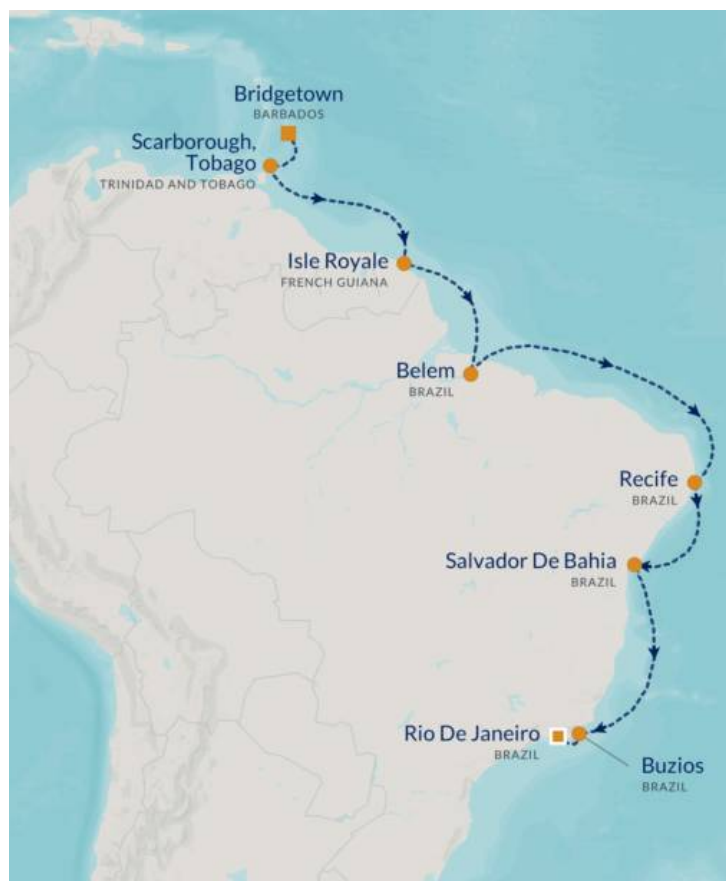 Bridgetown
BARBADOS
Scarborough,
Tobago
TRINIDAD AND TOBAGO
Isle Royale
FRENCH GUIANA
Belem
BRAZIL
Recife
BRAZIL
Salvador De Bahia
BRAZIL
Rio De Janeiro
BRAZIL
Buzios
BRAZIL